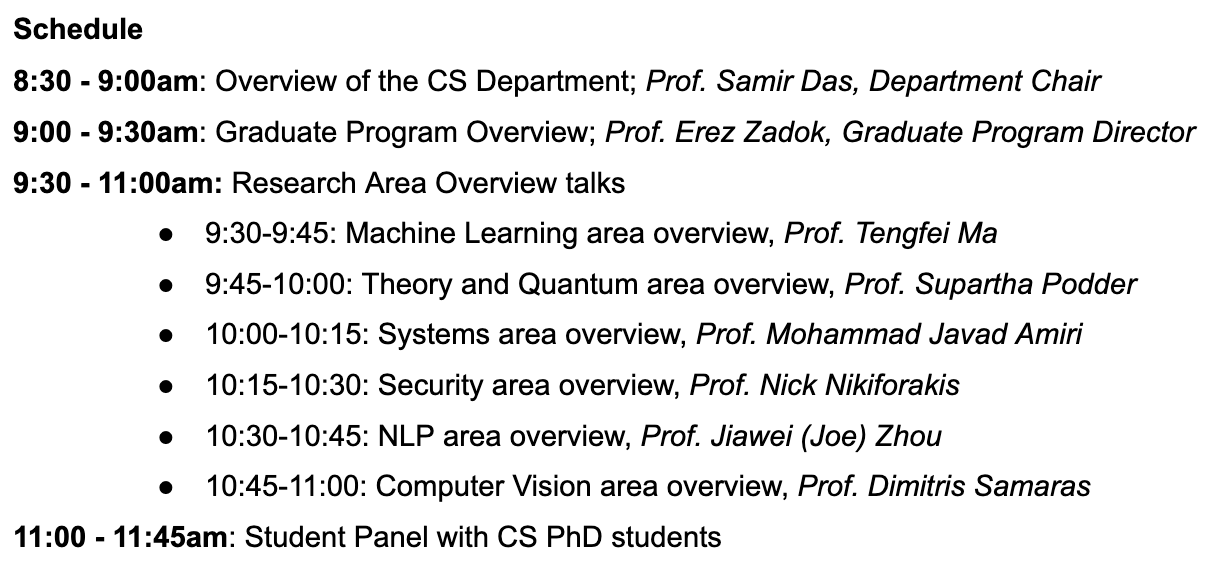 Schedule
8:30 - 9:00am: Overview of the CS Department; Prof. Samir Das, Department Chair
9:00 - 9:30am: Graduate Program Overview; Prof. Erez Zadok, Graduate Program Director
9:30 - 11:00am: Research Area Overview talks
● 9:30-9:45: Machine Learning area overview, Prof. Tengfei Ma
● 9:45-10:00: Theory and Quantum area overview, Prof. Supartha Podder
● 10:00-10:15: Systems area overview, Prof. Mohammad Javad Amiri
● 10:15-10:30: Security area overview, Prof. Nick Nikiforakis
● 10:30-10:45: NLP area overview, Prof. Jiawei (Joe) Zhou
● 10:45-11:00: Computer Vision area overview, Prof. Dimitris Samaras
11:00 - 11:45am: Student Panel with CS PhD students